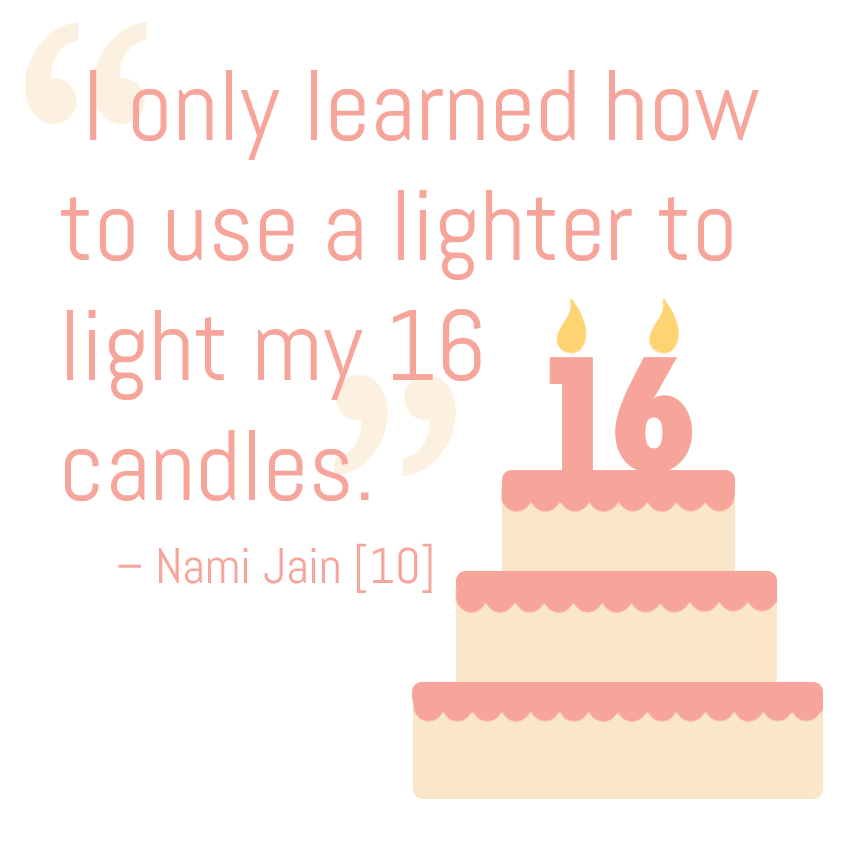 “I only learned how
to use a lighter to
light my 16
candles.”
– Nami Jain [10]
16